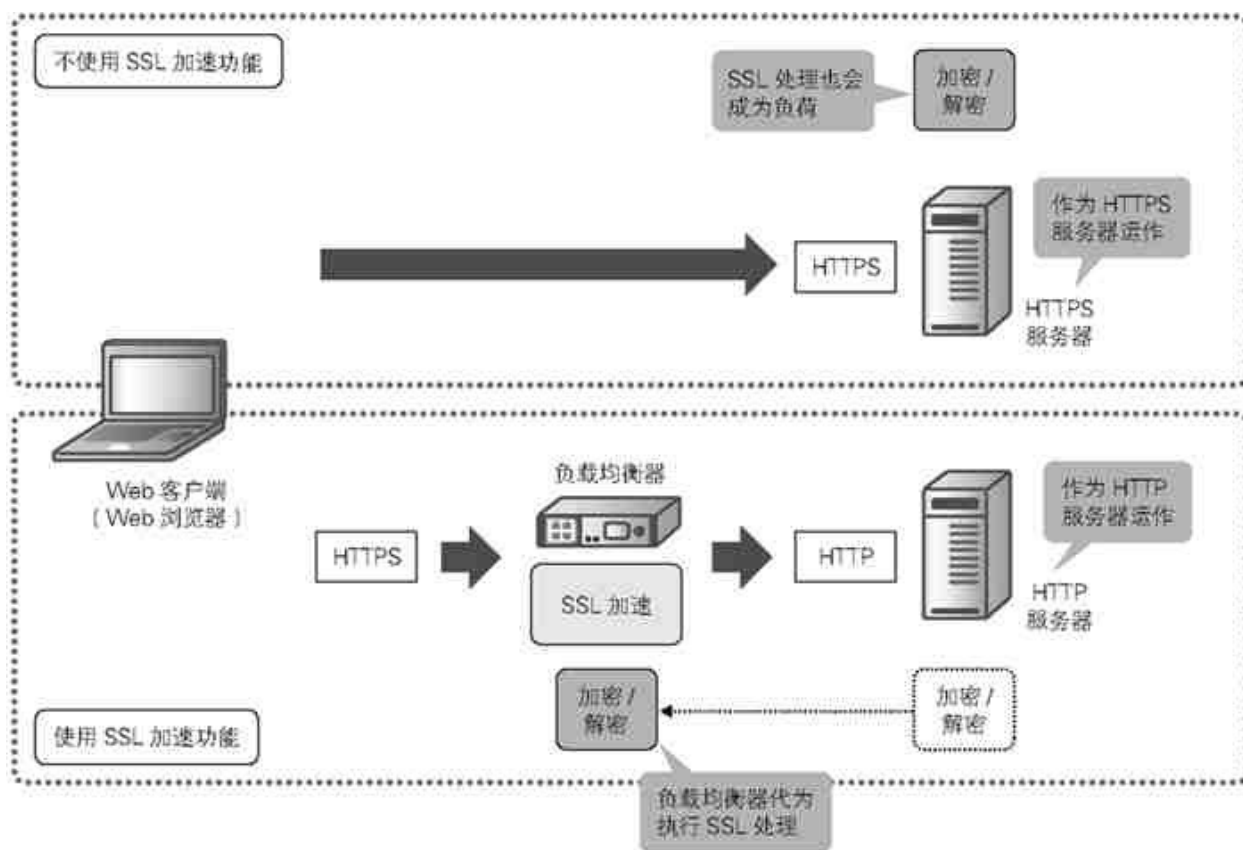 不使用 SSL 加速功能
SSL 处理也会
成为负荷
加密 /
解密
HTTPS
作为 HTTPS
服务器运作
HTTPS
服务器
Web 客户端
( Web 浏览器 )
负载均衡器
HTTPS
SSL 加速
HTTP
作为 HTTP
服务器运作
HTTP
服务器
加密 /
解密
加密 /
解密
使用 SSL 加速功能
负载均衡器代为
执行 SSL 处理